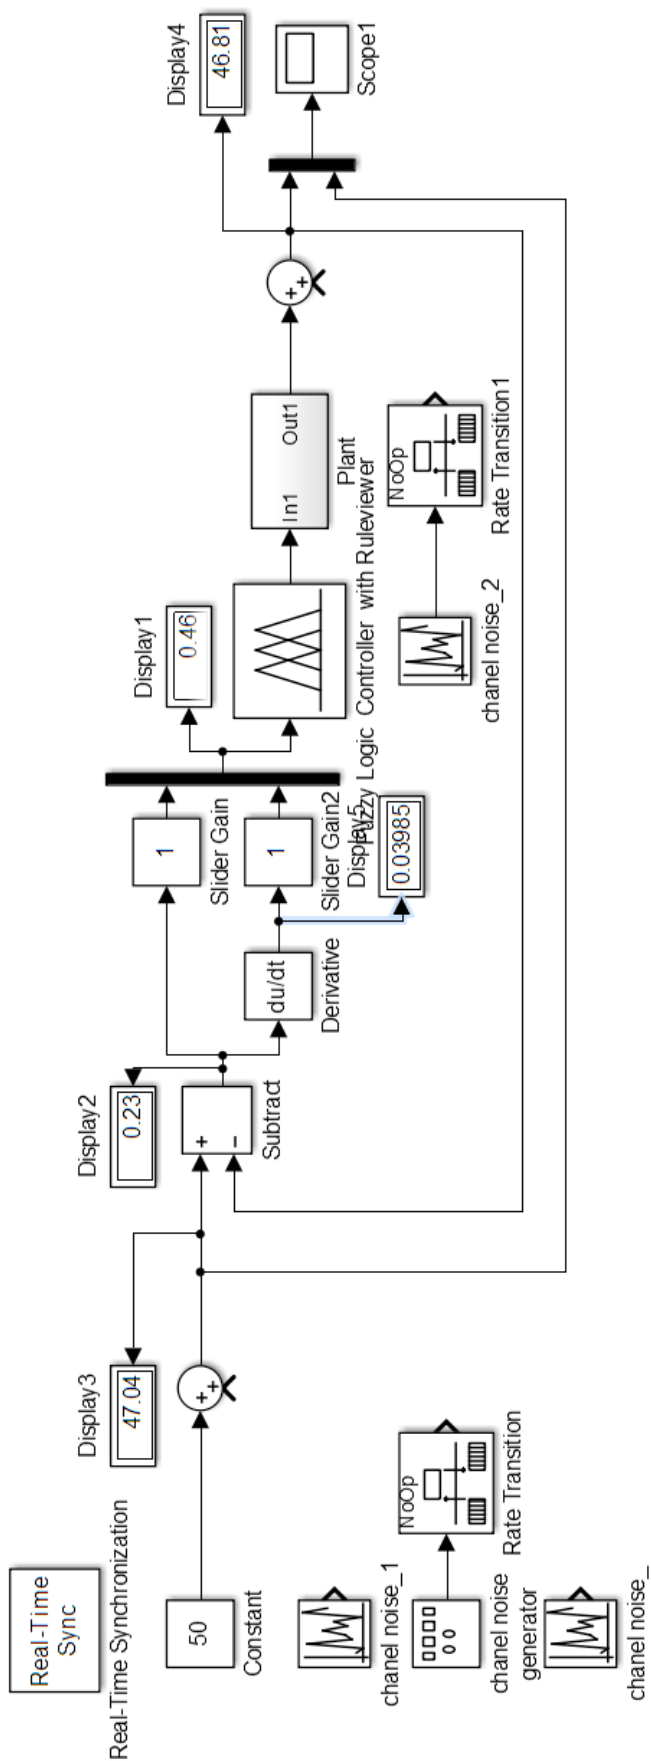 Real-Time
Sync
Real-Time Synchronization
50
Constant
chanel noise_1
chanel noise
generator
chanel noise_
NoOp
Rate Transition
Display3
47.04
+
+
Display2
0.23
+
−
Subtract
du/dt
Derivative
1
Slider Gain
1
Slider Gain2
Display5
0.03985
Display1
0.46
Fuzzy Logic Controller with Ruleviewer
In1
Out1
Plant
chanel noise_2
NoOp
Rate Transition1
+
+
Display4
46.81
Scope1